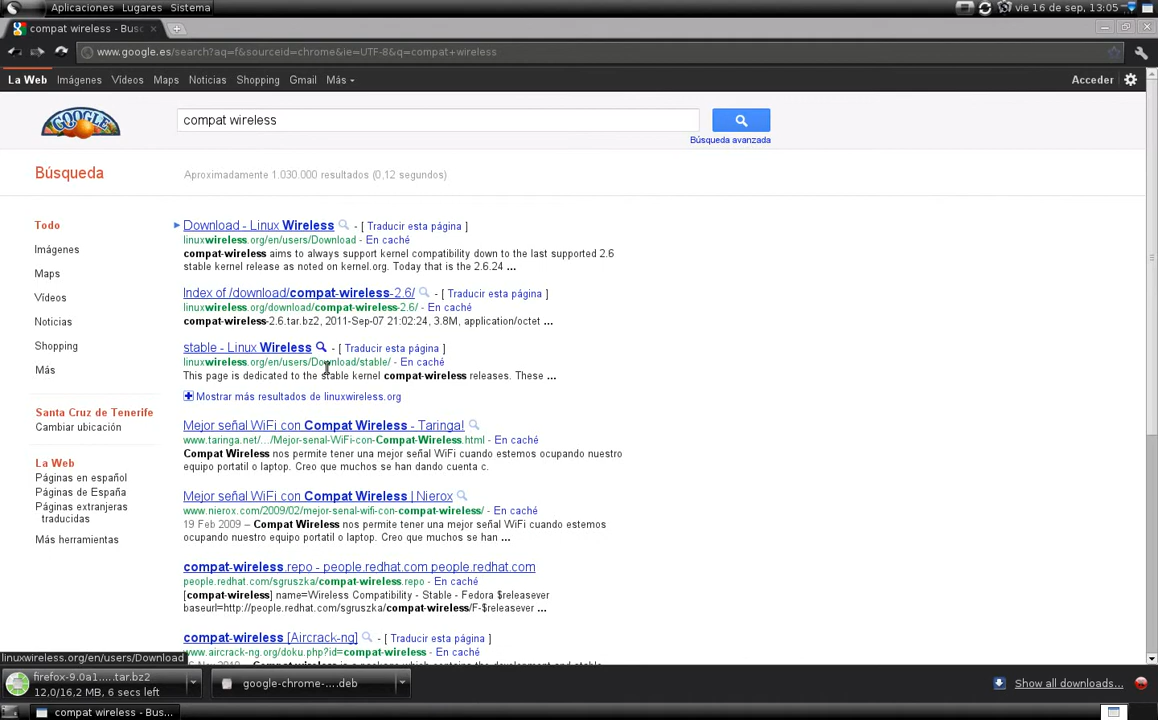 Aplicaciones Lugares Sistema
vie 16 de sep, 13:05
compat wireless - Busc
www.google.es/search?aq=f&sourceid=chrome&ie=UTF-8&q=compat+wireless
La Web Imágenes Vídeos Maps Noticias Shopping Gmail Más
Acceder
GOOGLE
compat wireless
Búsqueda avanzada
Búsqueda
Aproximadamente 1.030.000 resultados (0,12 segundos)
Todo
Imágenes
Maps
Vídeos
Noticias
Shopping
Más
Santa Cruz de Tenerife
Cambiar ubicación
La Web
Páginas en español
Páginas de España
Páginas extranjeras
traducidas
Más herramientas
Download - Linux Wireless - [ Traducir esta página ]
linuxwireless.org/en/users/Download - En caché
compat-wireless aims to always support kernel compatibility down to the last supported 2.6
stable kernel release as noted on kernel.org. Today that is the 2.6.24 ...
Index of /download/compat-wireless-2.6/ - [ Traducir esta página ]
linuxwireless.org/download/compat-wireless-2.6/ - En caché
compat-wireless-2.6.tar.bz2, 2011-Sep-07 21:02:24, 3.8M, application/octet ...
stable - Linux Wireless - [ Traducir esta página ]
linuxwireless.org/en/users/Download/stable/ - En caché
This page is dedicated to the stable kernel compat-wireless releases. These ...
Mostrar más resultados de linuxwireless.org
Mejor señal WiFi con Compat Wireless - Taringa!
www.taringa.net/.../Mejor-senal-WiFi-con-Compat-Wireless.html - En caché
Compat Wireless nos permite tener una mejor señal WiFi cuando estemos ocupando nuestro
equipo portatil o laptop. Creo que muchos se han dando cuenta c.
Mejor señal WiFi con Compat Wireless | Nierox
www.nierox.com/2009/02/mejor-senal-wifi-con-compat-wireless/ - En caché
19 Feb 2009 – Compat Wireless nos permite tener una mejor señal WiFi cuando estemos
ocupando nuestro equipo portatil o laptop. Creo que muchos se han ...
compat-wireless.repo - people.redhat.com people.redhat.com
people.redhat.com/sgruszka/compat-wireless.repo - En caché
[compat-wireless] name=Wireless Compatibility - Stable - Fedora $releasever
baseurl=http://people.redhat.com/sgruszka/compat-wireless/F-$releasever ...
compat-wireless [Aircrack-ng] - [ Traducir esta página ]
www.aircrack-ng.org/doku.php?id=compat-wireless - En caché
linuxwireless.org/en/users/Download
firefox-9.0a1.....tar.bz2
12,0/16,2 MB, 6 secs left
google-chrome-....deb
Show all downloads...
compat wireless - Bus...